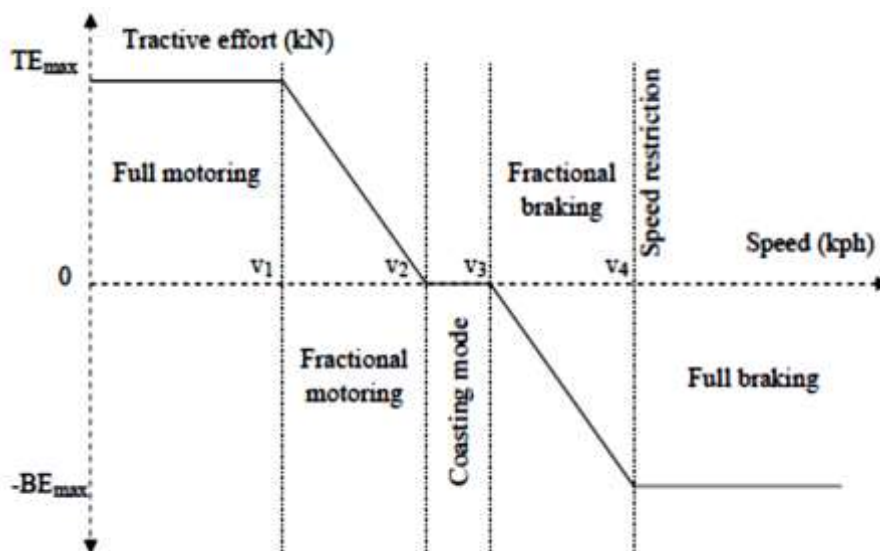 Tractive effort (kN)
TEmax
Full motoring
Fractional
braking
Speed restriction
Speed (kph)
0
v1
v2
v3
v4
Fractional
motoring
Coasting mode
Full braking
-BEmax